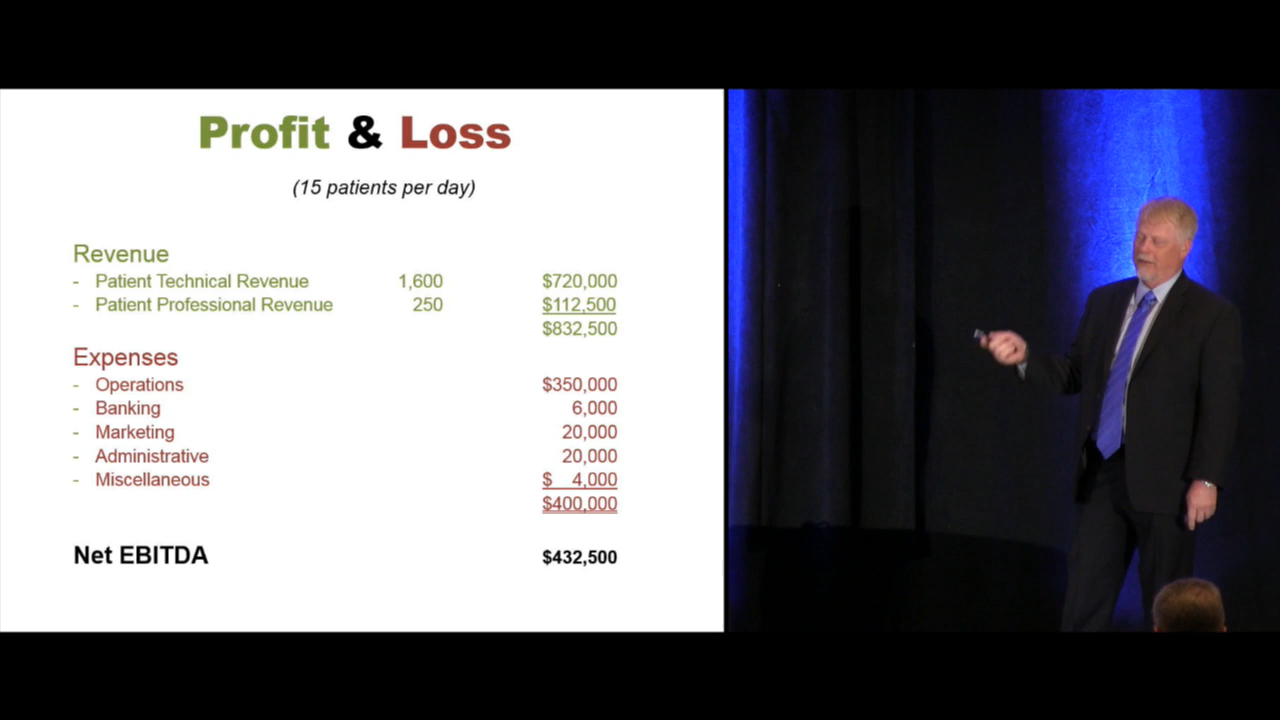 Profit & Loss
(15 patients per day)
Revenue
- Patient Technical Revenue 1,600 $720,000
- Patient Professional Revenue 250 $112,500
$832,500
Expenses
- Operations $350,000
- Banking 6,000
- Marketing 20,000
- Administrative 20,000
- Miscellaneous $ 4,000
$400,000
Net EBITDA $432,500